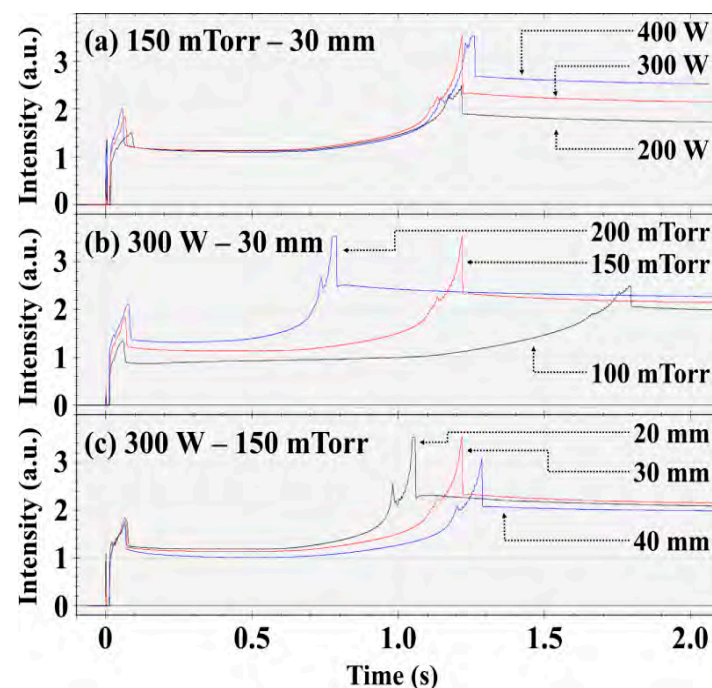 (a) 150 mTorr – 30 mm
400 W
300 W
200 W
Intensity (a.u.)
3
2
1
0
(b) 300 W – 30 mm
200 mTorr
150 mTorr
100 mTorr
Intensity (a.u.)
3
2
1
0
(c) 300 W – 150 mTorr
20 mm
30 mm
40 mm
Intensity (a.u.)
3
2
1
0
0 0.5 1.0 1.5 2.0
Time (s)